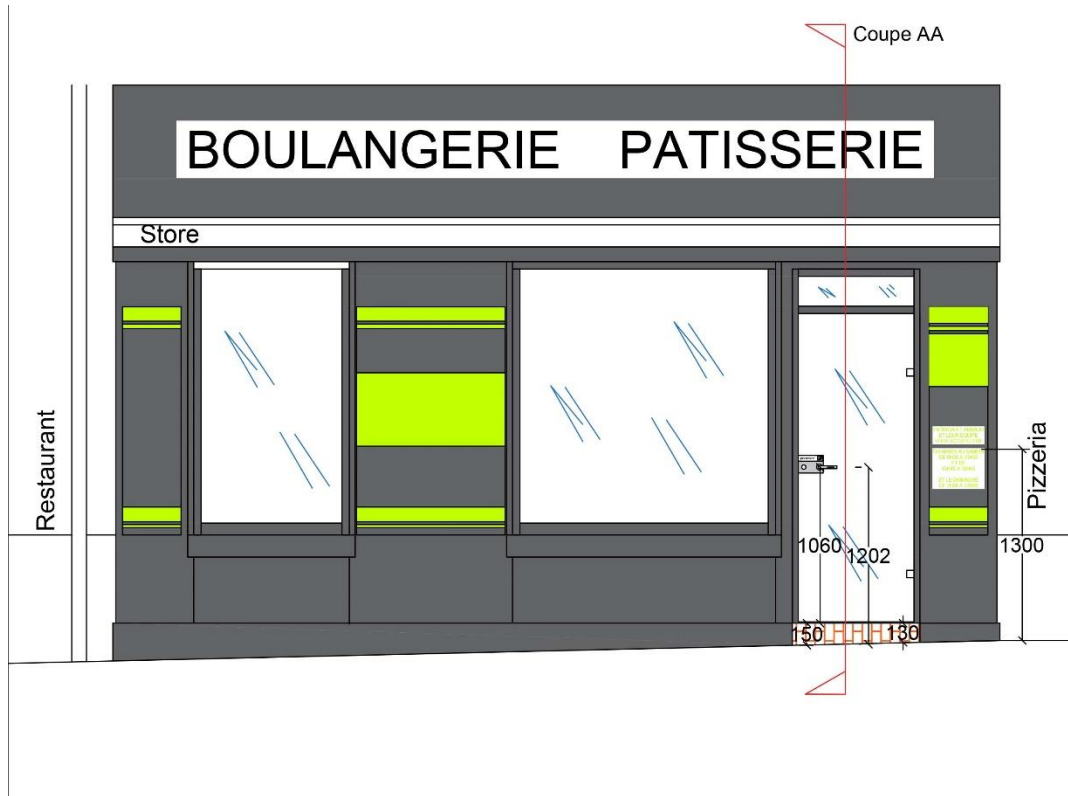 Coupe AA
BOULANGERIE PATISSERIE
Store
Restaurant
Pizzeria
1060
1202
1300
150
130